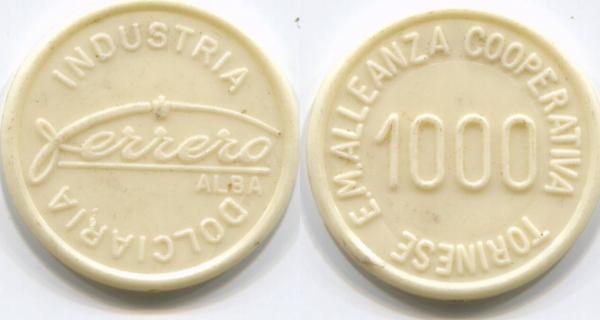 INDUSTRIA
Ferrero
ALBA
DOLCIARIA
E.M. ALLEANZA COOPERATIVA TORINESE
1000